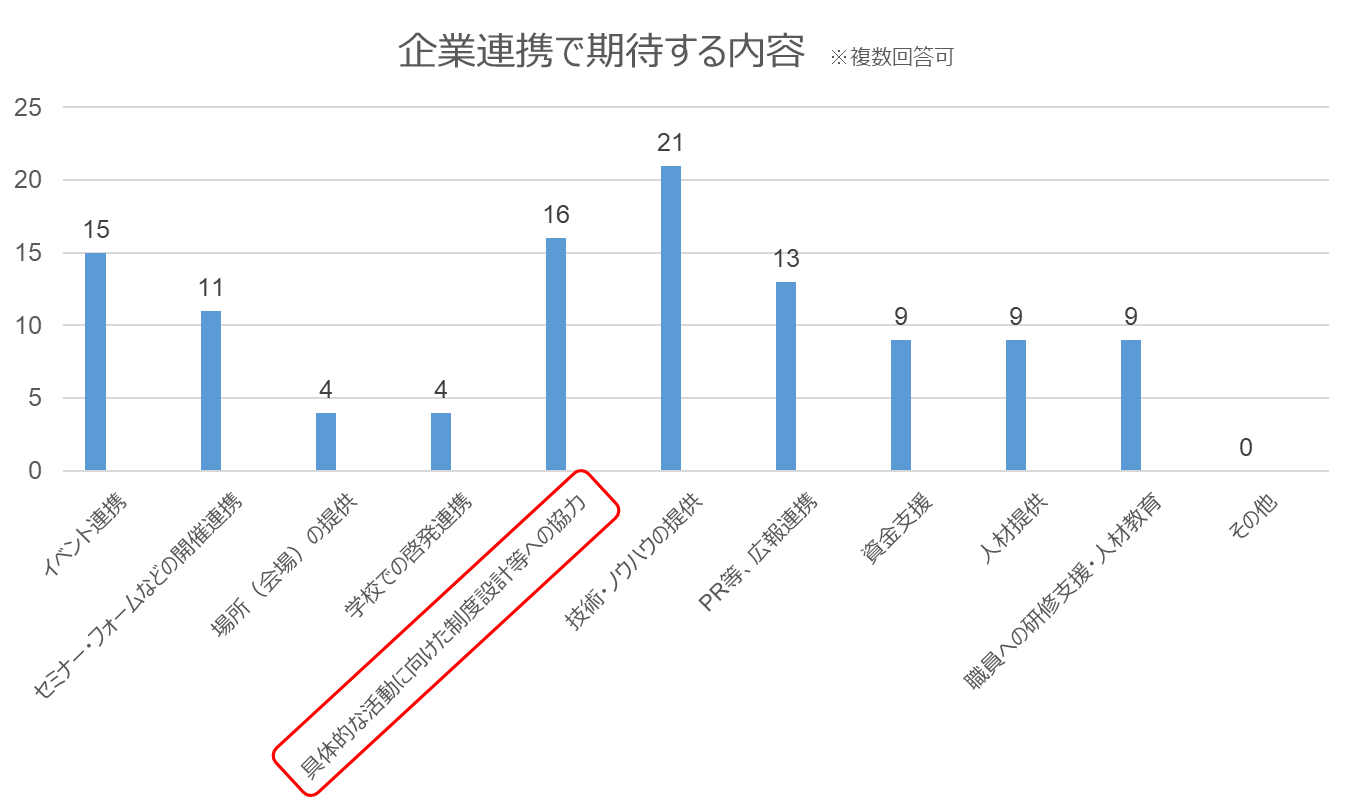 企業連携で期待する内容 ※複数回答可
25
20
15
10
5
0
15
11
4
4
16
21
13
9
9
9
0
イベント連携
セミナー・フォームなどの開催連携
場所（会場）の提供
学校での啓発連携
具体的な活動に向けた制度設計等への協力
技術・ノウハウの提供
PR等、広報連携
資金支援
人材提供
職員への研修支援・人材教育
その他